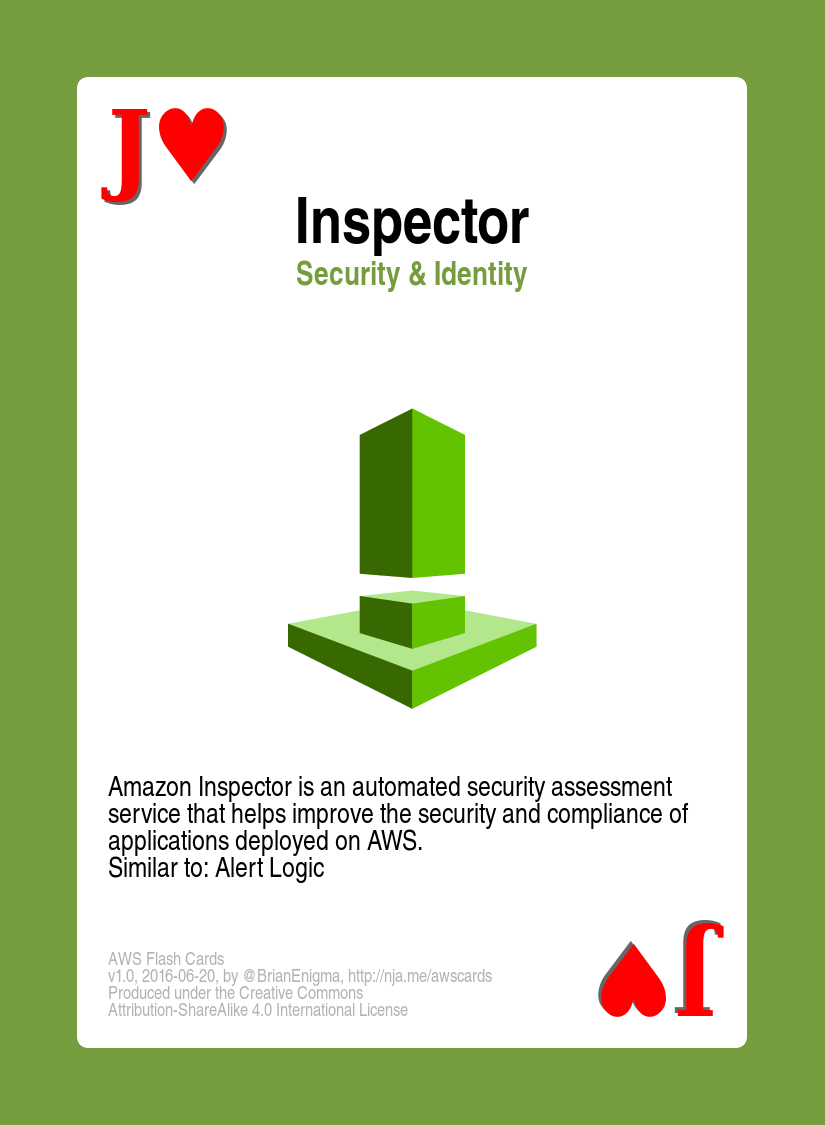 J♥
Inspector
Security & Identity
Amazon Inspector is an automated security assessment
service that helps improve the security and compliance of
applications deployed on AWS.
Similar to: Alert Logic
AWS Flash Cards
v1.0, 2016-06-20, by @BrianEnigma, http://nja.me/awscards
Produced under the Creative Commons
Attribution-ShareAlike 4.0 International License
J♥